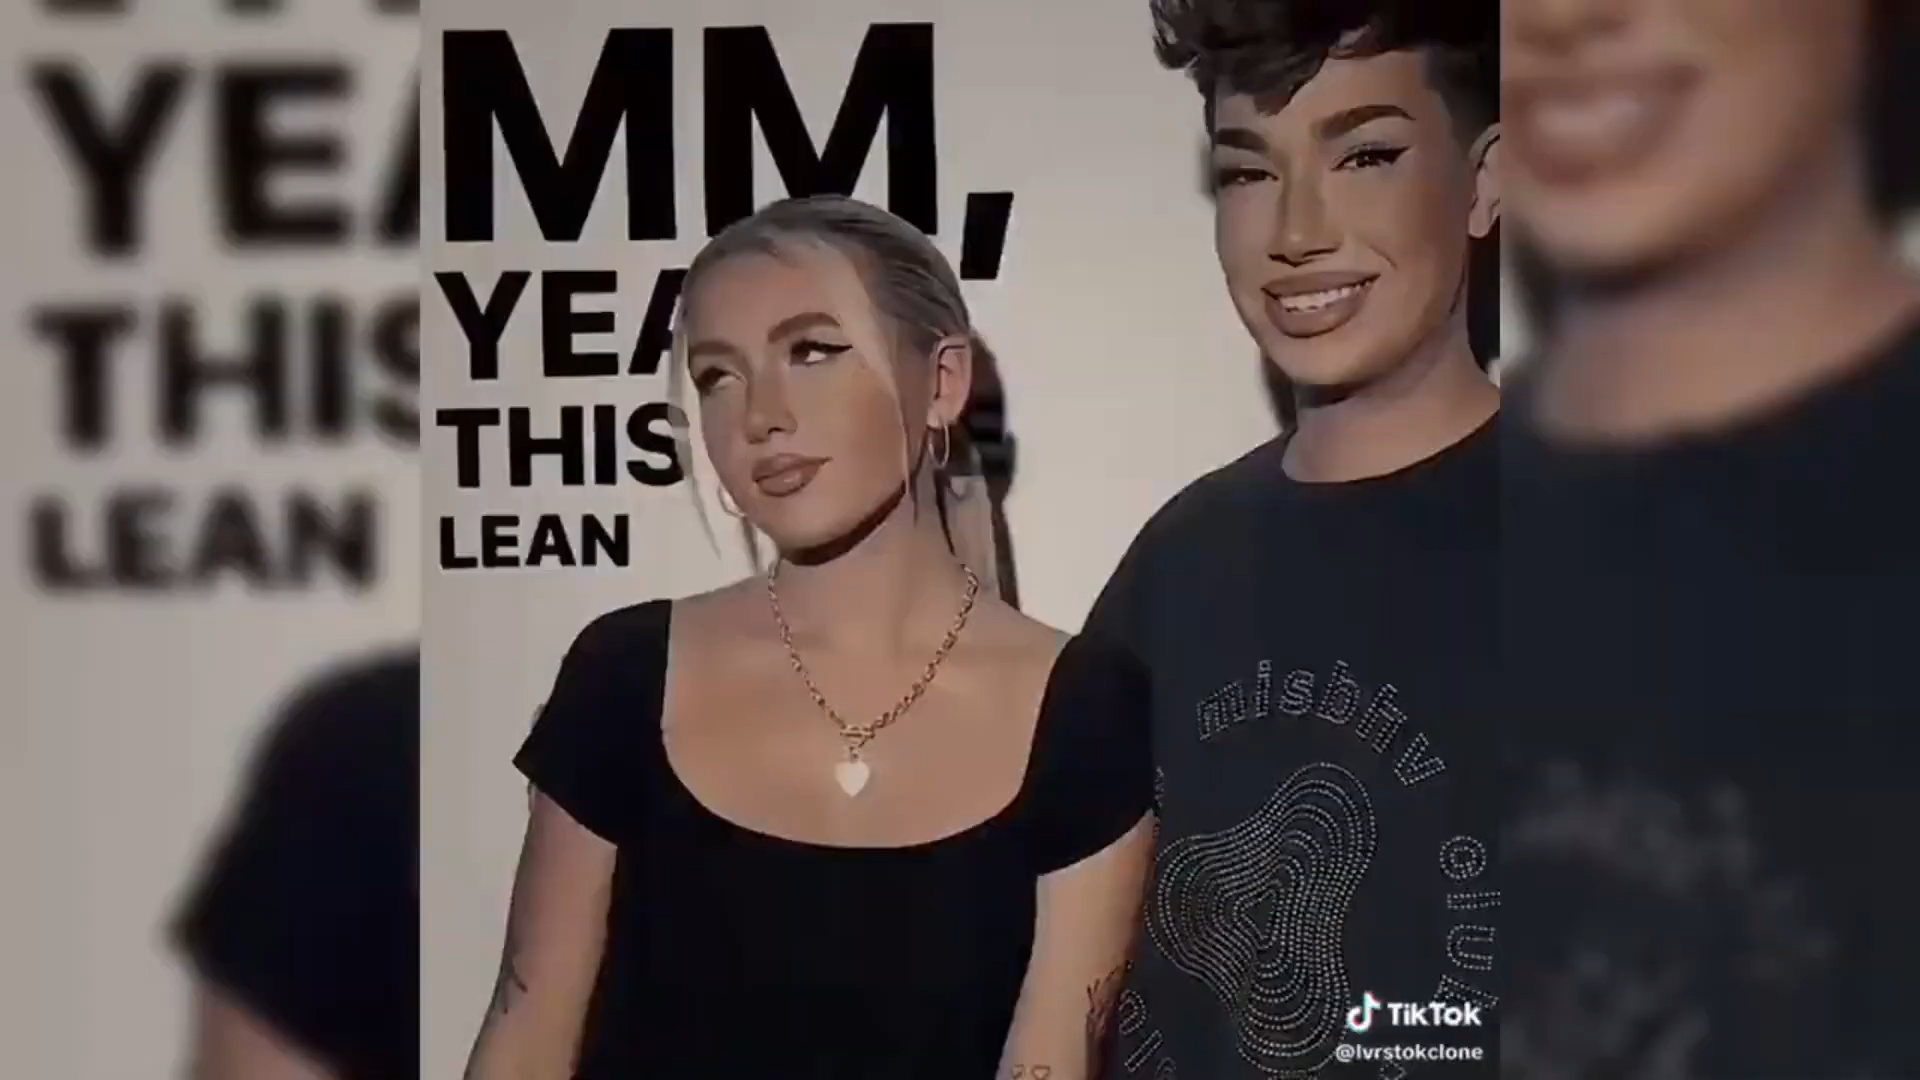 MM,
YEA
THIS
LEAN
misbhv
TikTok
@lvrstokclone